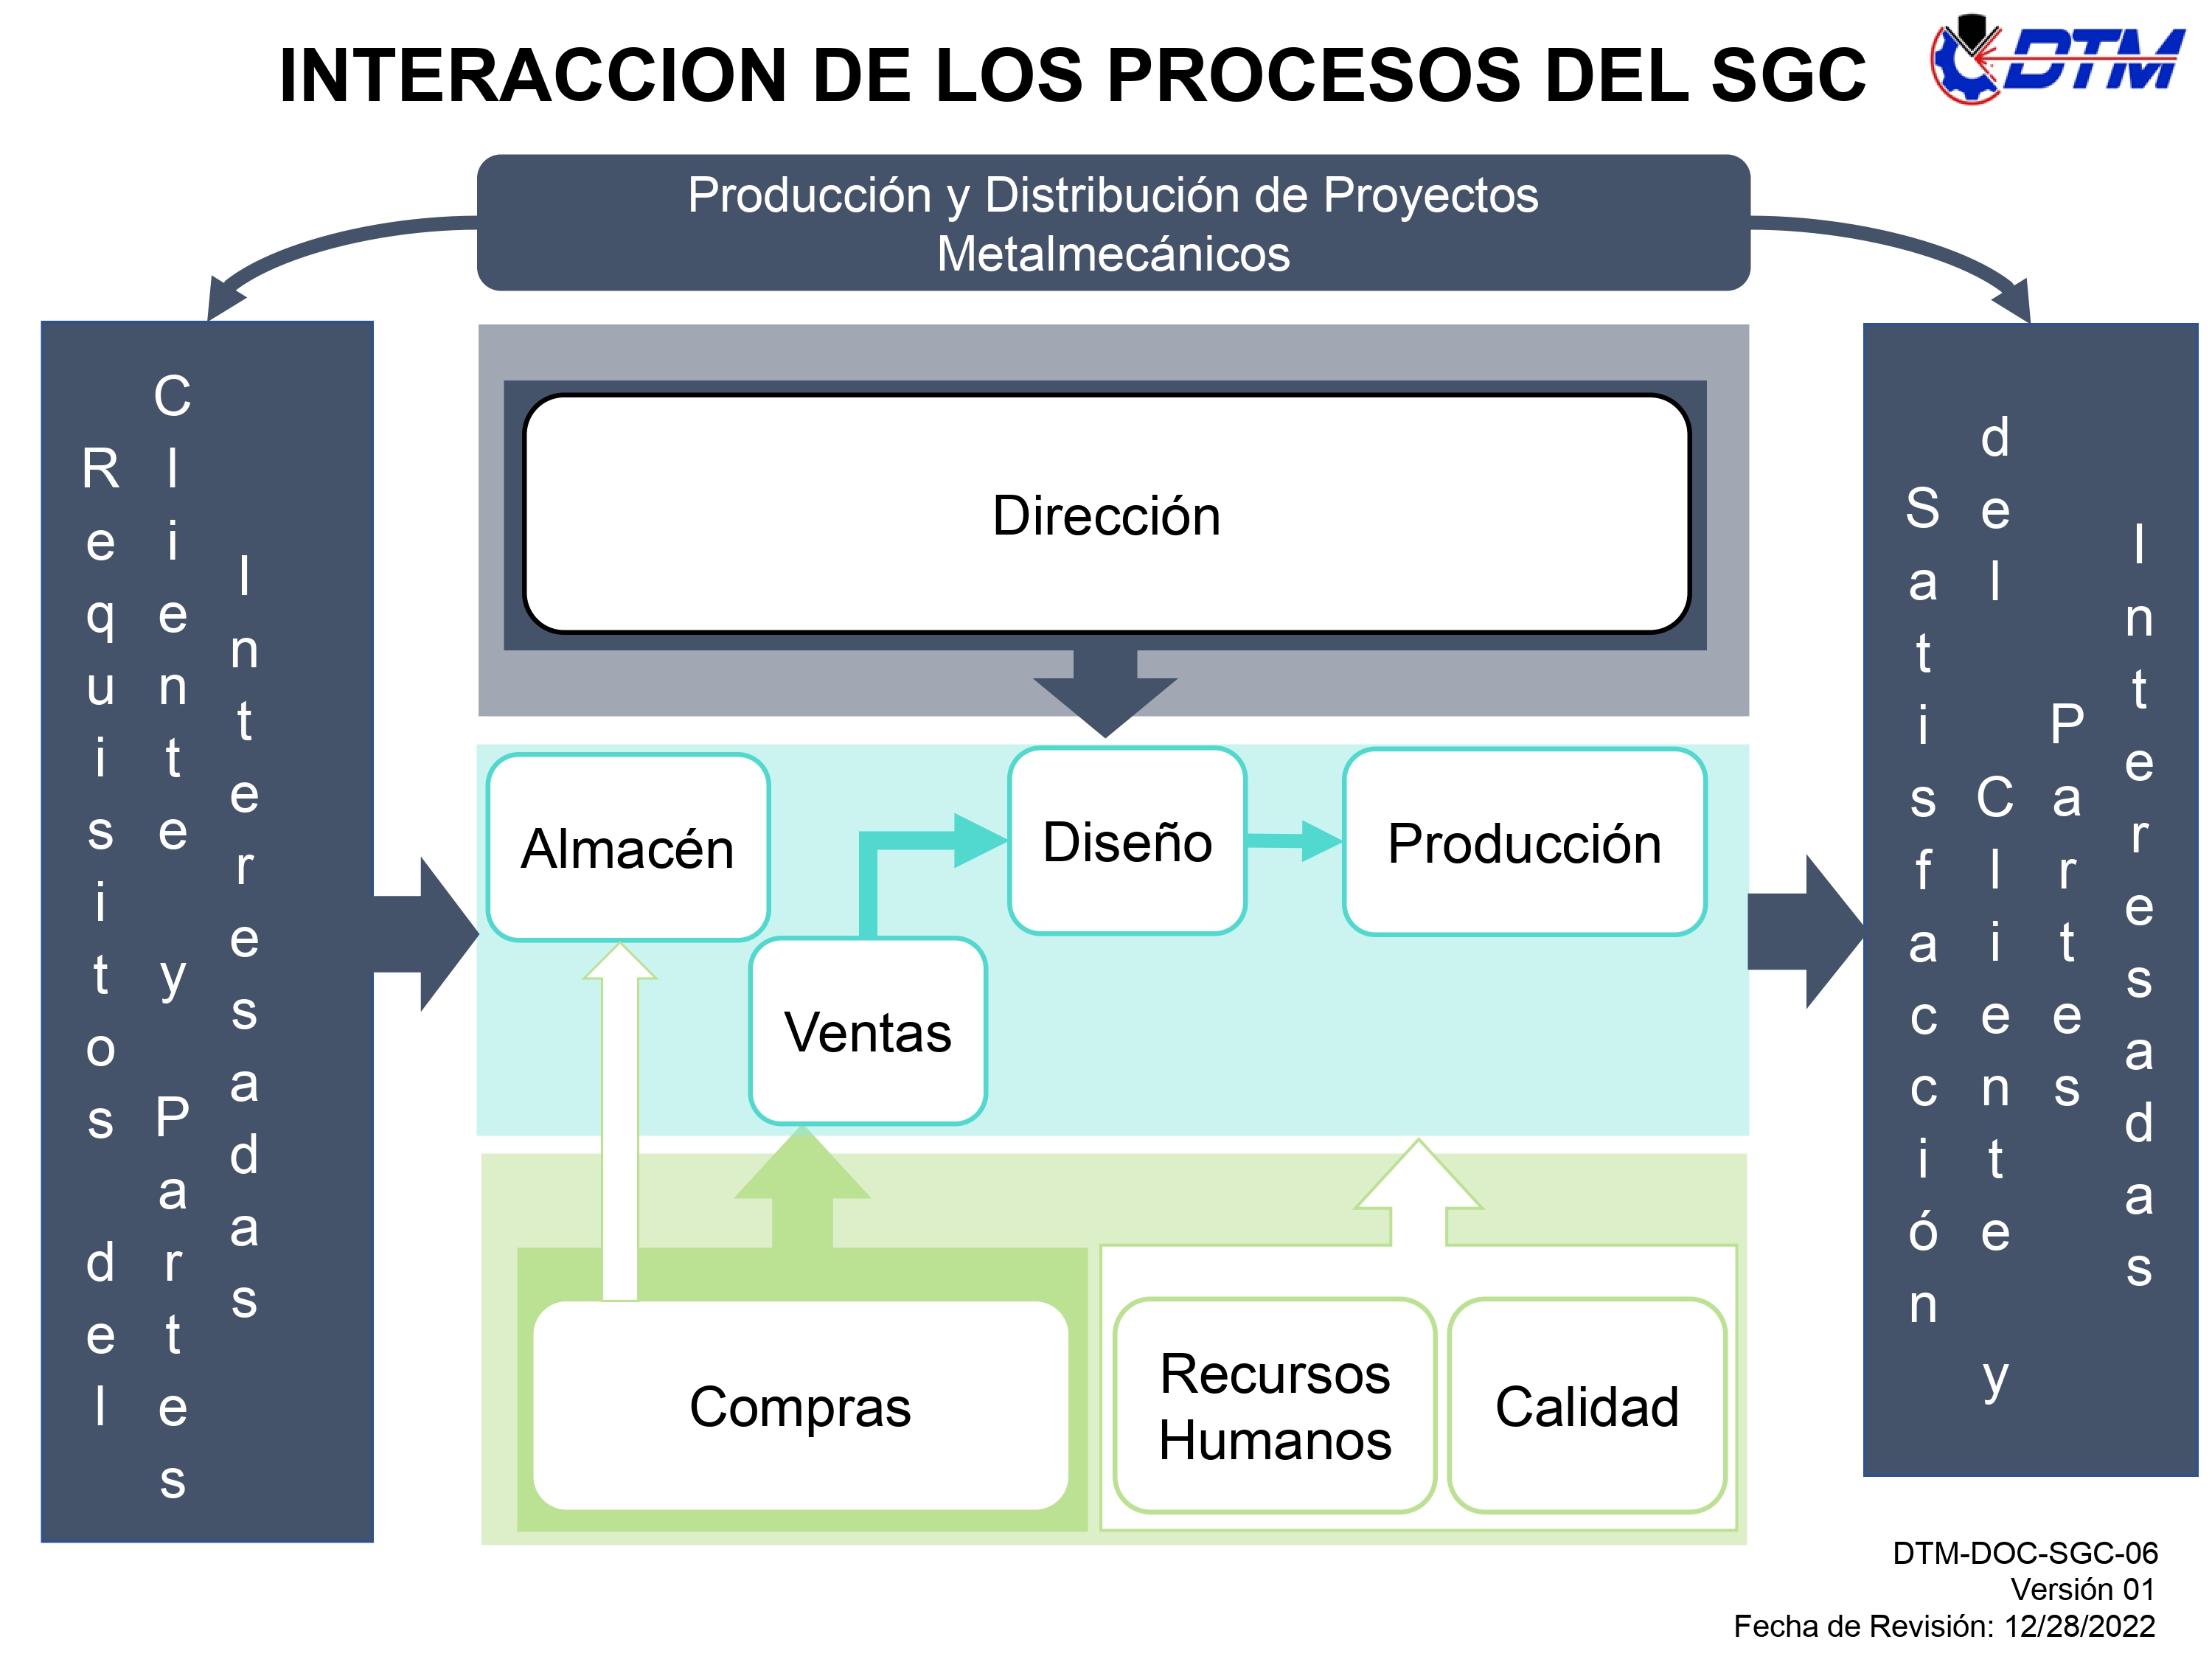 INTERACCION DE LOS PROCESOS DEL SGC
DTM
Producción y Distribución de Proyectos
Metalmecánicos
Requisitos del
Cliente y Partes
Interesadas
Dirección
Almacén
Diseño
Producción
Ventas
Compras
Recursos
Humanos
Calidad
Satisfacción
del Cliente y
Partes
Interesadas
DTM-DOC-SGC-06
Versión 01
Fecha de Revisión: 12/28/2022